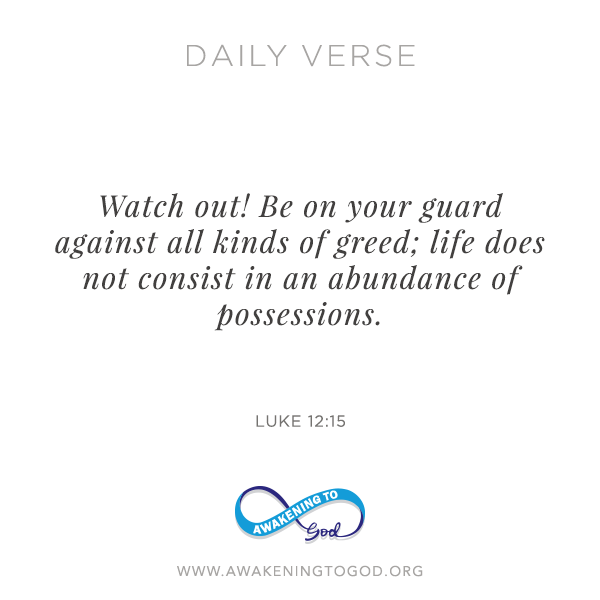 DAILY VERSE
Watch out! Be on your guard
against all kinds of greed; life does
not consist in an abundance of
possessions.
LUKE 12:15
AWAKENING TO
God
WWW.AWAKENINGTOGOD.ORG